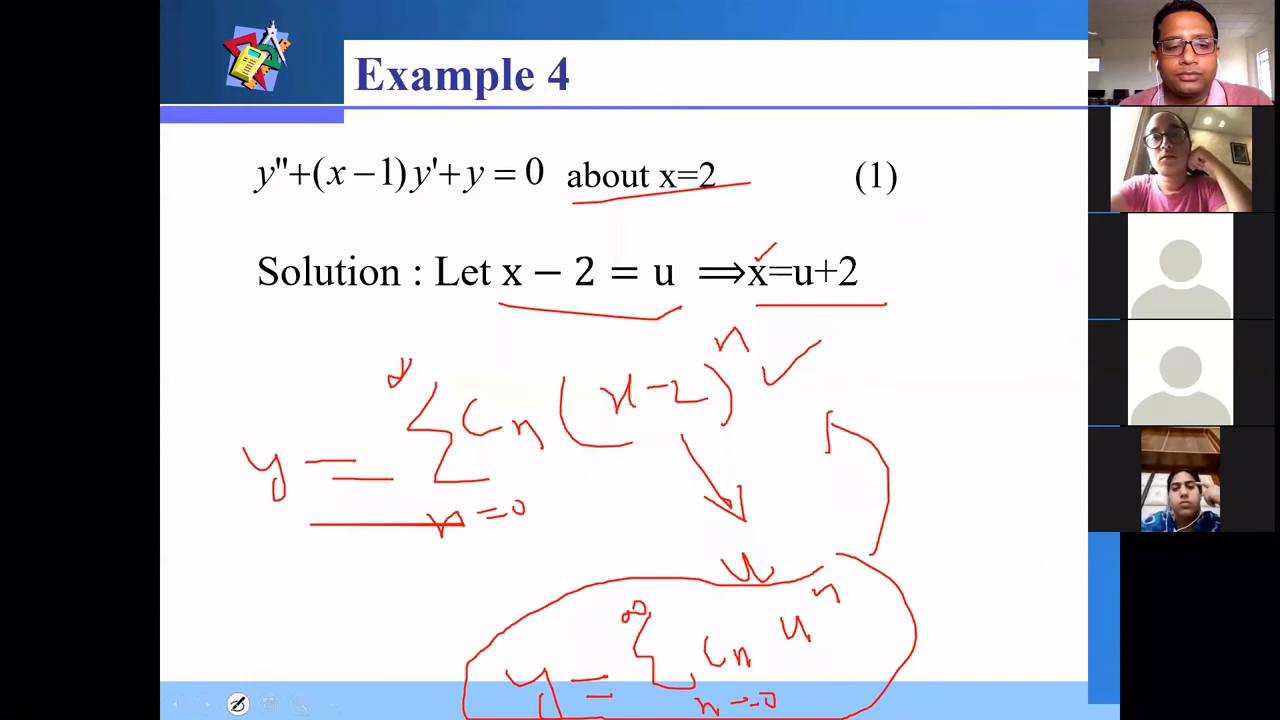 Example 4
y''+(x−1)y'+y=0 about x=2 (1)
Solution : Let x − 2 = u ⟹x=u+2
y = ∞ Σ n=0 Cn (x-2)^n
u
y = ∞ Σ n=0 Cn u^n